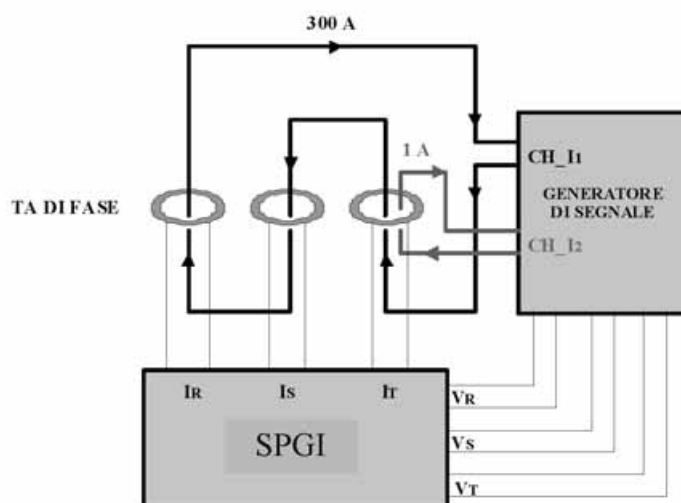 300 A
1 A
CH_I1
TA DI FASE
GENERATORE
DI SEGNALE
CH_I2
IR
IS
IT
VR
SPGI
VS
VT